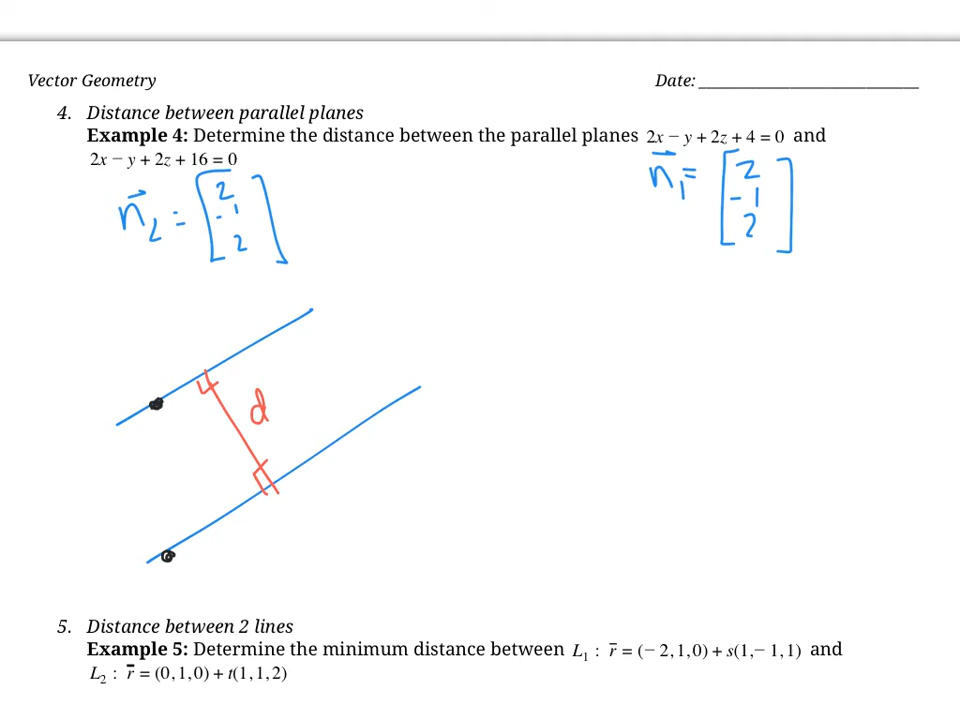 Vector Geometry Date: ______________________________
4. Distance between parallel planes
Example 4: Determine the distance between the parallel planes 2x − y + 2z + 4 = 0 and
2x − y + 2z + 16 = 0
n⃗₂ = [2 -1 2]
n⃗₁ = [2 -1 2]
d
5. Distance between 2 lines
Example 5: Determine the minimum distance between L₁ : r̄ = (− 2,1,0) + s(1,− 1,1) and
L₂ : r̄ = (0,1,0) + t(1,1,2)